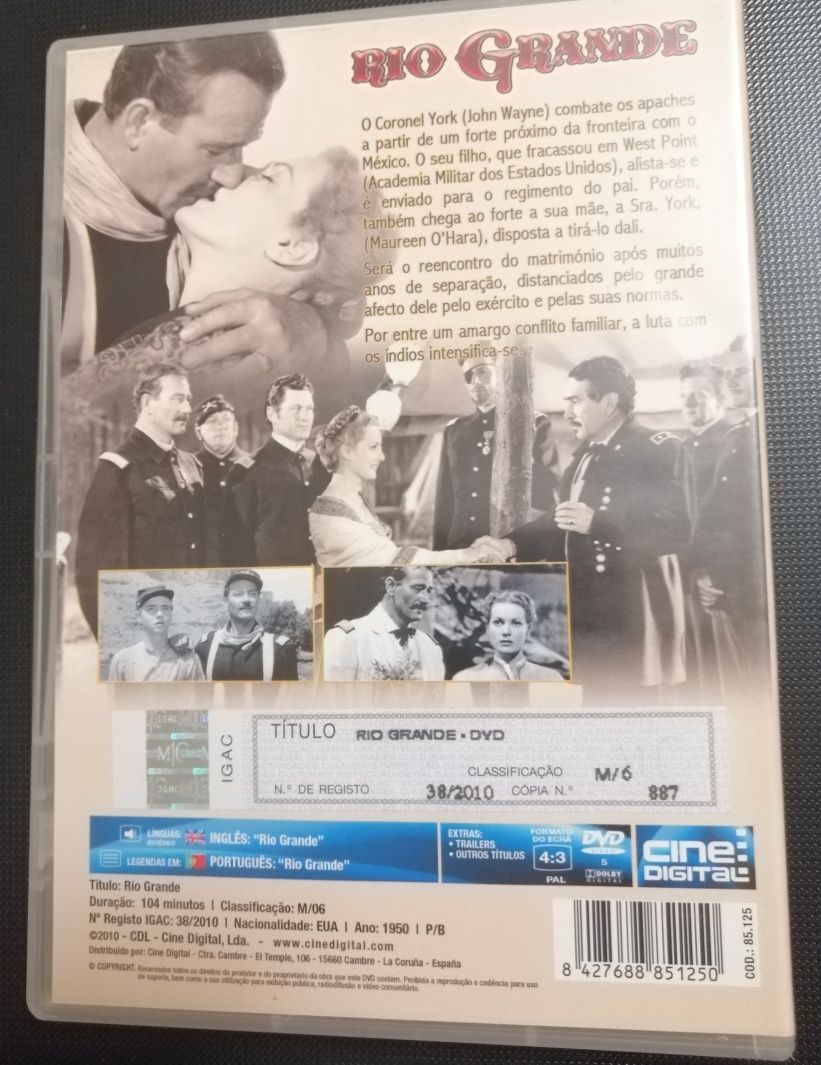 RIO GRANDE
O Coronel York (John Wayne) combate os apaches
a partir de um forte próximo da fronteira com o
México. O seu filho, que fracassou em West Point
(Academia Militar dos Estados Unidos), alista-se e
é enviado para o regimento do pai. Porém,
também chega ao forte a sua mãe, a Sra. York,
(Maureen O'Hara), disposta a tirá-lo dali.
Será o reencontro do matrimónio após muitos
anos de separação, distanciados pelo grande
afecto dele pelo exército e pelas suas normas.
Por entre um amargo conflito familiar, a luta com
os índios intensifica-se.
IGAC
TÍTULO RIO GRANDE - DVD
CLASSIFICAÇÃO M/6
N.º DE REGISTO 38/2010 CÓPIA N.º 887
LÍNGUAS: ESTÉREO INGLÊS: "Rio Grande"
LEGENDAS EM: PORTUGUÊS: "Rio Grande"
EXTRAS:
• TRAILERS
• OUTROS TÍTULOS
FORMATO DO ECRÃ
4:3
PAL
DVD
VIDEO
5
DOLBY
DIGITAL
CINE:
DIGITAL
Título: Rio Grande
Duração: 104 minutos | Classificação: M/06
Nº Registo IGAC: 38/2010 | Nacionalidade: EUA | Ano: 1950 | P/B
©2010 - CDL - Cine Digital, Lda. - www.cinedigital.com
Distribuido por: Cine Digital - Ctra. Cambre - El Temple, 106 - 15660 Cambre - La Coruña - España
© COPYRIGHT. Reservados todos os direitos do produtor e do proprietário da obra que este DVD contém. Proibida a reprodução e cedência para uso
de suporte, bem como a sua utilização para exibição pública, radiodifusão e vídeo comunitário.
8 427688 851250
COD.: 85.125